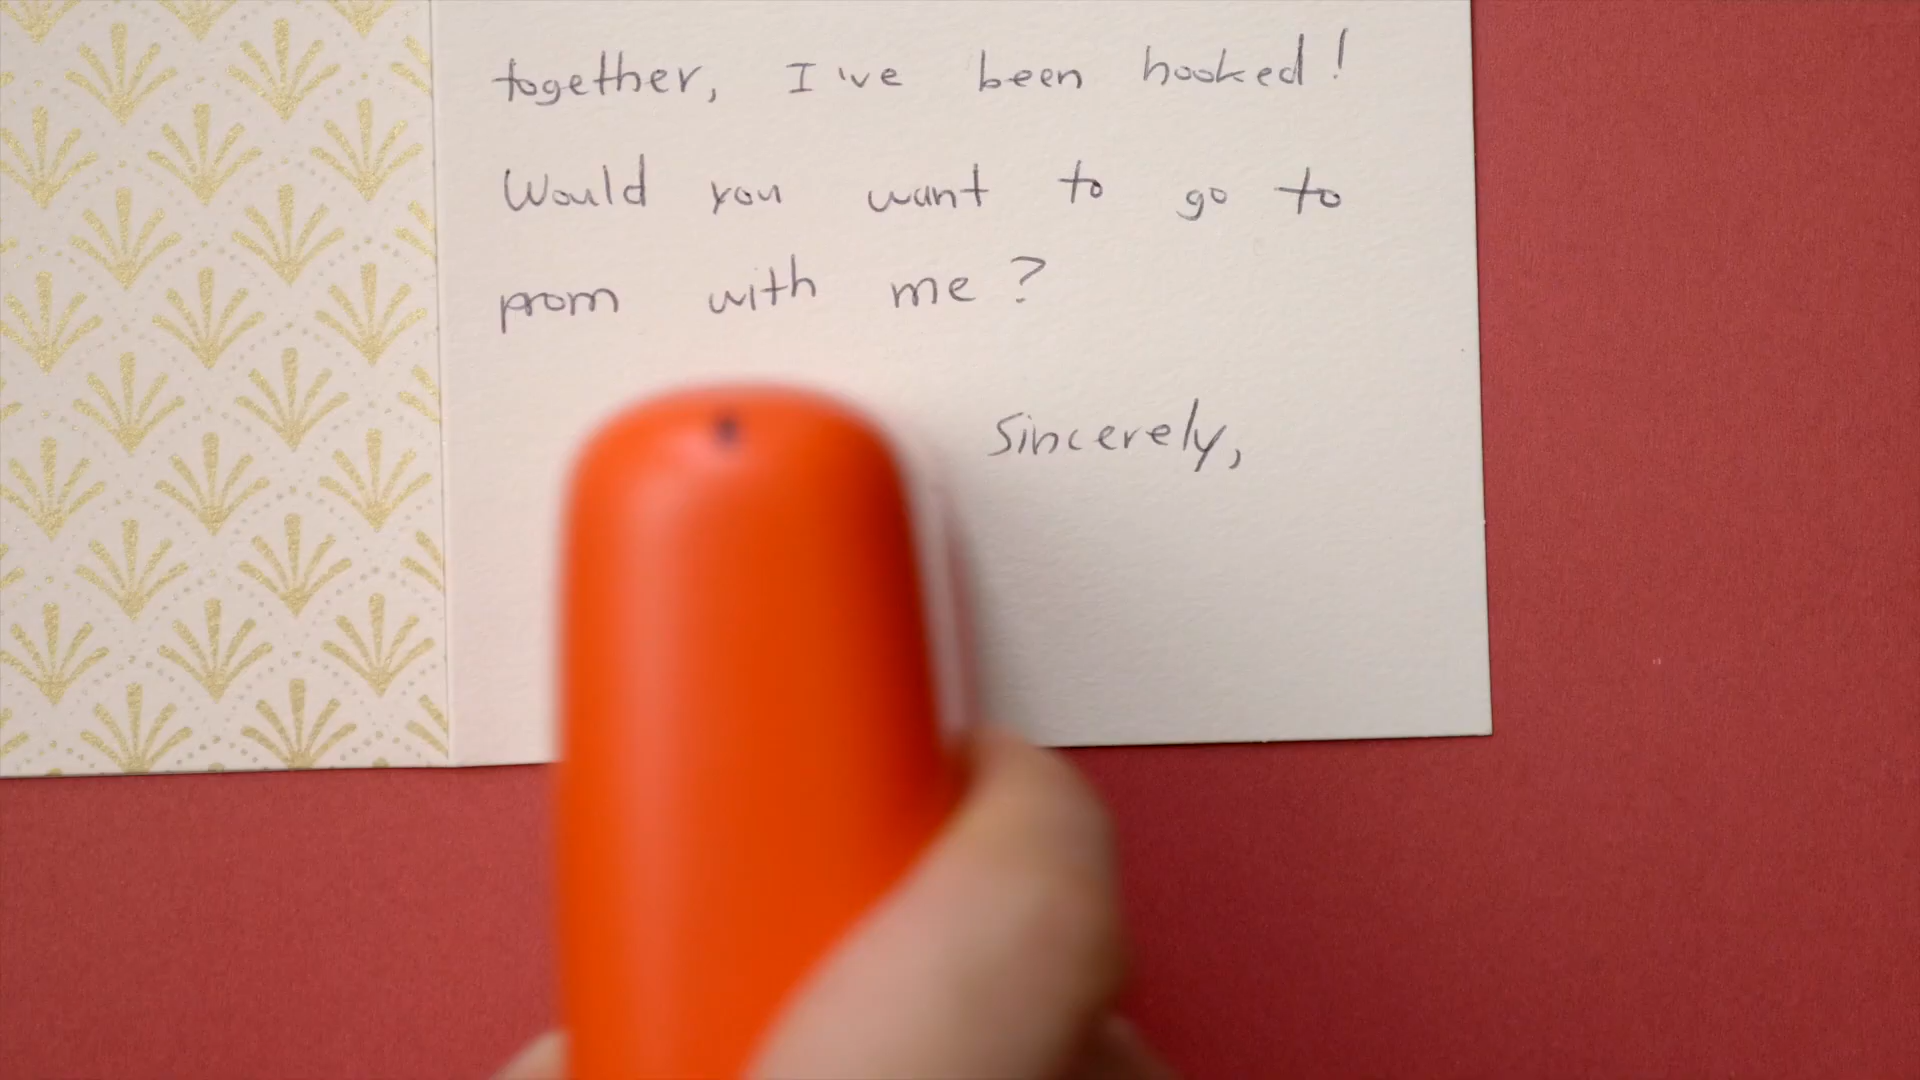 together, I've been hooked!
Would you want to go to
prom with me?
Sincerely,